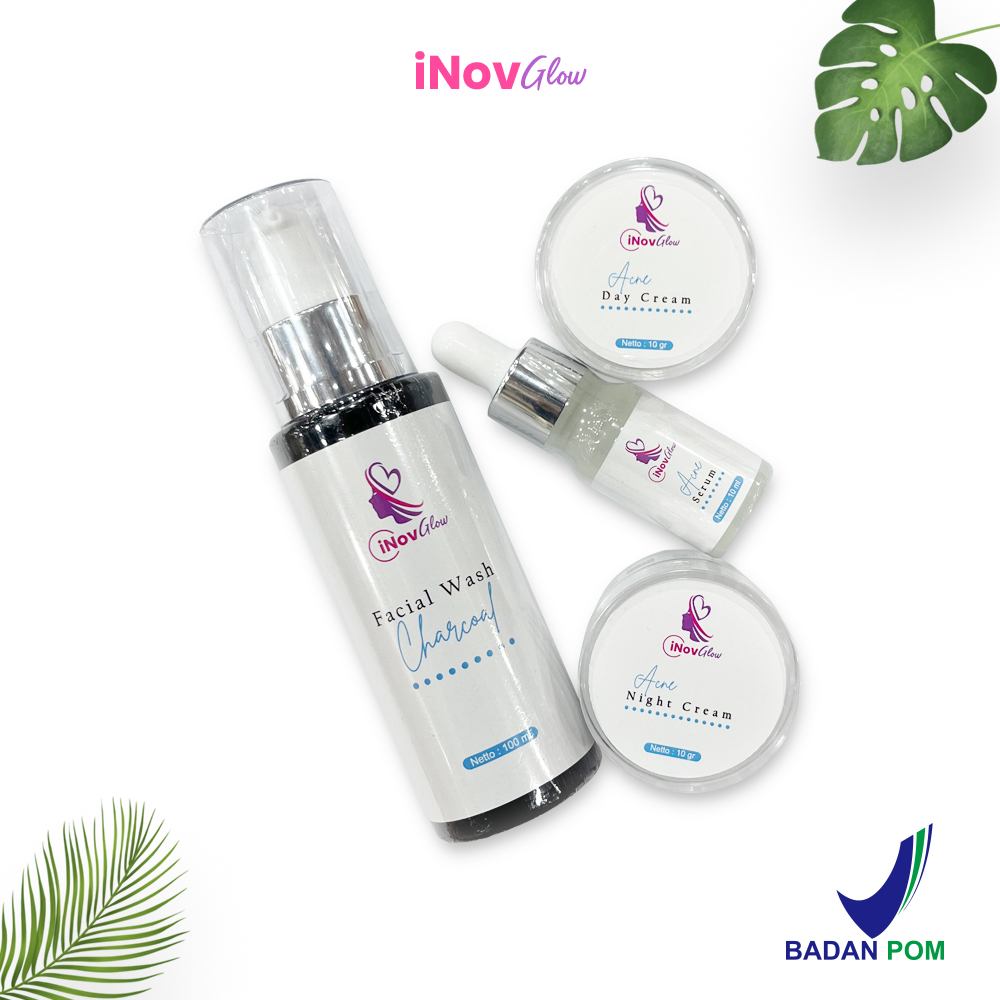 iNovGlow
iNovGlow
Acne
Day Cream
Netto : 10 gr
iNovGlow
Acne
Serum
Netto : 10 ml
iNovGlow
Facial Wash
Charcoal
Netto : 100 ml
iNovGlow
Acne
Night Cream
Netto : 10 gr
BADAN POM